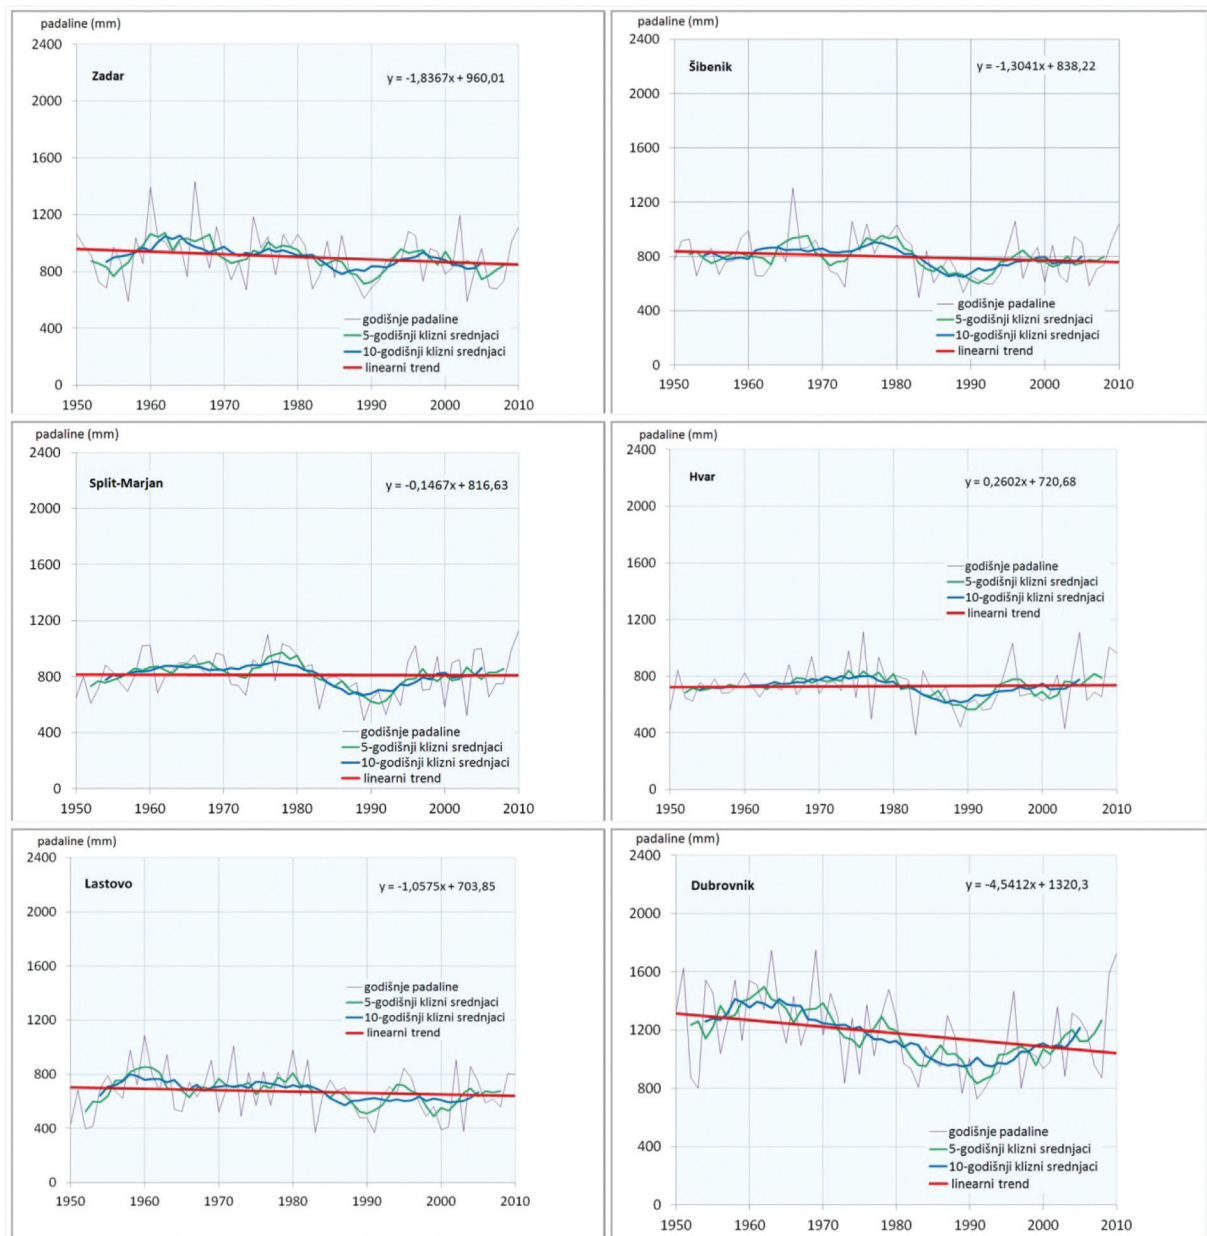 padaline (mm)
2400
2000
1600
1200
800
400
0
Zadar
y = -1,8367x + 960,01
godišnje padaline
5-godišnji klizni srednjaci
10-godišnji klizni srednjaci
linearni trend
1950 1960 1970 1980 1990 2000 2010
padaline (mm)
2400
2000
1600
1200
800
400
0
Šibenik
y = -1,3041x + 838,22
godišnje padaline
5-godišnji klizni srednjaci
10-godišnji klizni srednjaci
linearni trend
1950 1960 1970 1980 1990 2000 2010
padaline (mm)
2400
2000
1600
1200
800
400
0
Split-Marjan
y = -0,1467x + 816,63
godišnje padaline
5-godišnji klizni srednjaci
10-godišnji klizni srednjaci
linearni trend
1950 1960 1970 1980 1990 2000 2010
padaline (mm)
2400
2000
1600
1200
800
400
0
Hvar
y = 0,2602x + 720,68
godišnje padaline
5-godišnji klizni srednjaci
10-godišnji klizni srednjaci
linearni trend
1950 1960 1970 1980 1990 2000 2010
padaline (mm)
2400
2000
1600
1200
800
400
0
Lastovo
y = -1,0575x + 703,85
godišnje padaline
5-godišnji klizni srednjaci
10-godišnji klizni srednjaci
linearni trend
1950 1960 1970 1980 1990 2000 2010
padaline (mm)
2400
2000
1600
1200
800
400
0
Dubrovnik
y = -4,5412x + 1320,3
godišnje padaline
5-godišnji klizni srednjaci
10-godišnji klizni srednjaci
linearni trend
1950 1960 1970 1980 1990 2000 2010